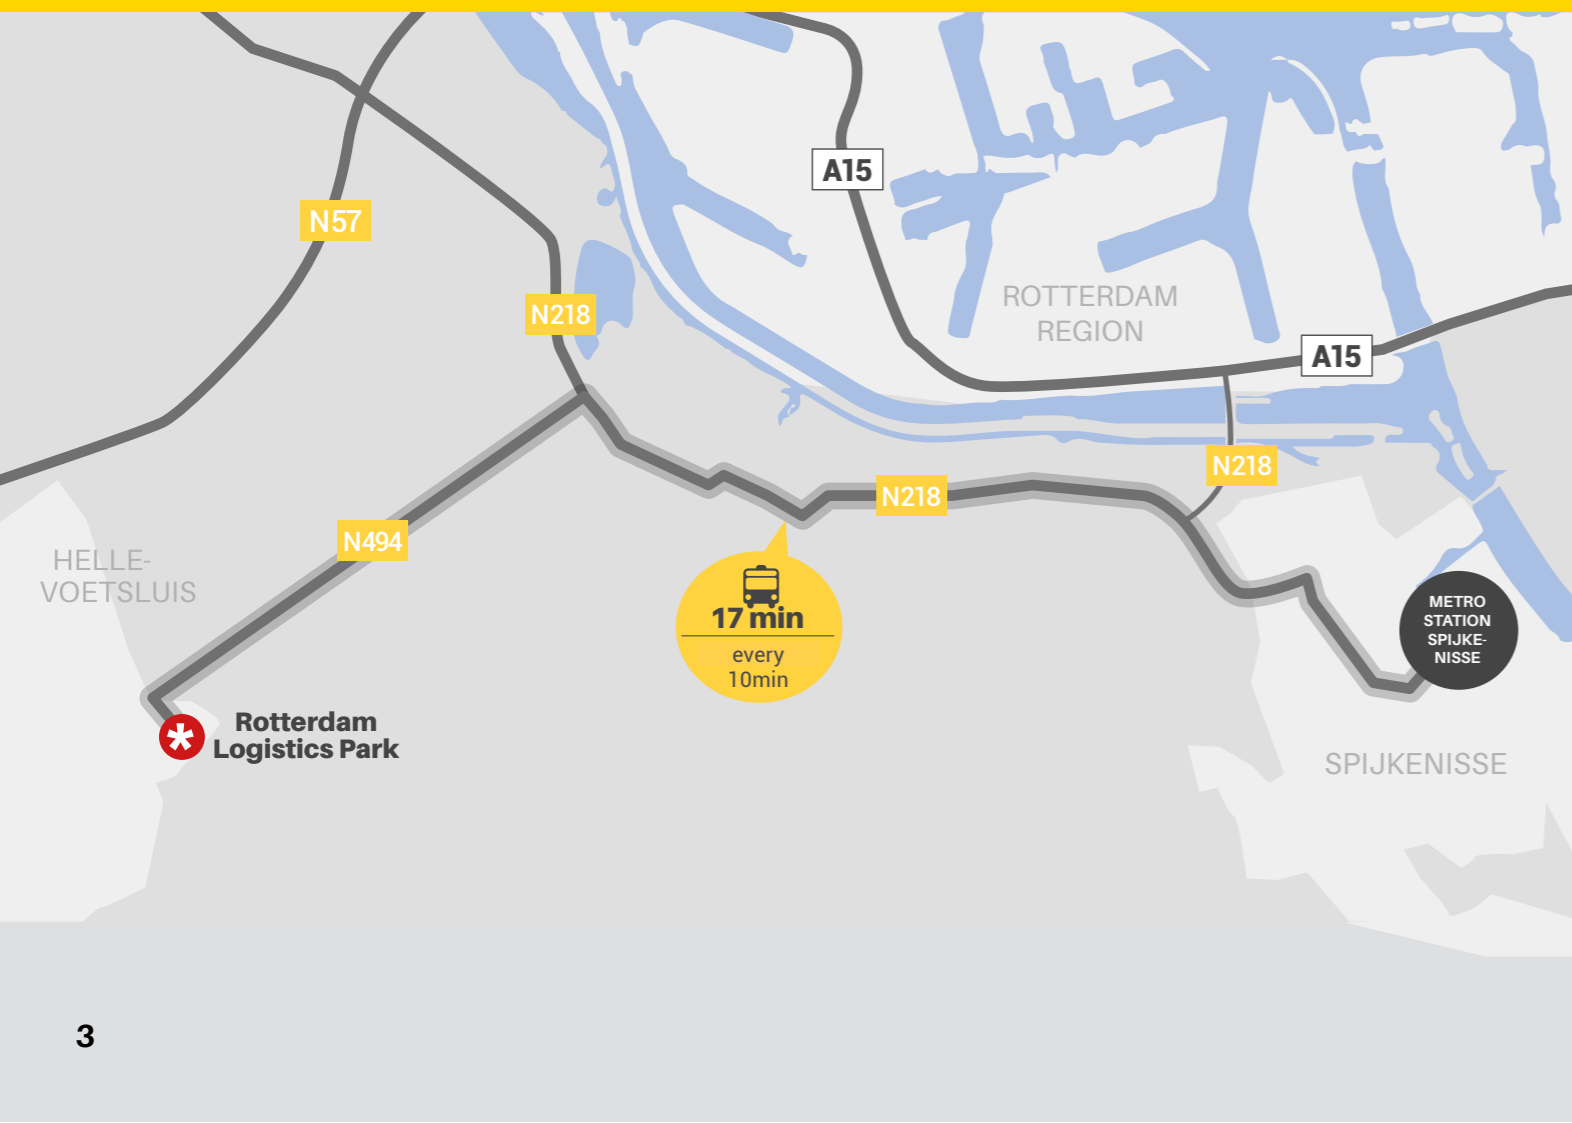 A15
N57
N218
ROTTERDAM
REGION
A15
N218
N218
N494
HELLE-
VOETSLUIS
17 min
every
10min
METRO
STATION
SPIJKE-
NISSE
Rotterdam
Logistics Park
SPIJKENISSE
3